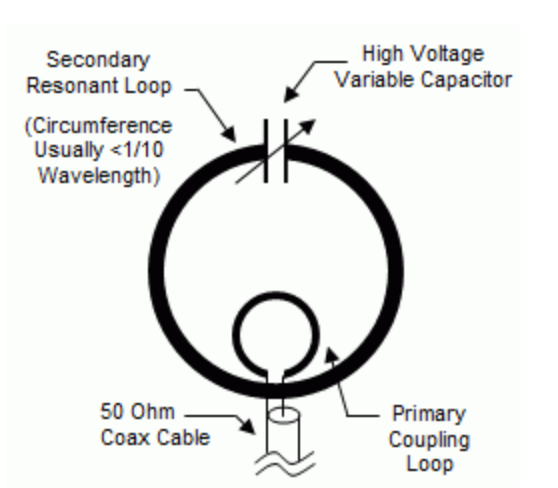 Secondary
Resonant Loop
(Circumference
Usually <1/10
Wavelength)
High Voltage
Variable Capacitor
50 Ohm
Coax Cable
Primary
Coupling
Loop